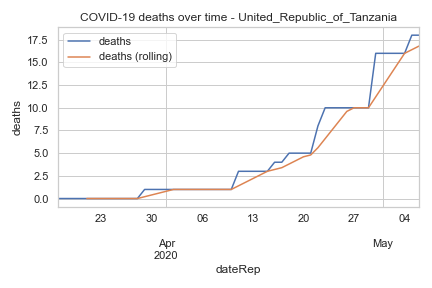 COVID-19 deaths over time - United_Republic_of_Tanzania
deaths
deaths (rolling)
17.5
15.0
12.5
10.0
7.5
5.0
2.5
0.0
deaths
23 30 06 13 20 27 04
Apr May
2020
dateRep